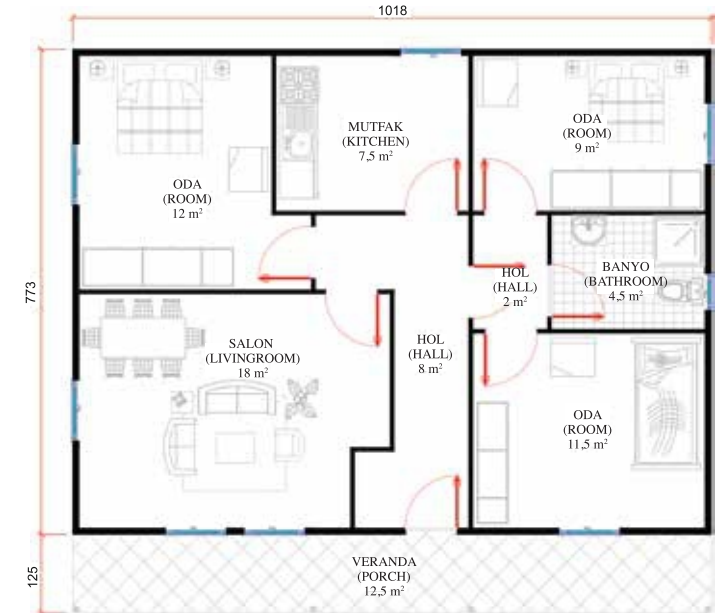 1018
773
125
ODA
(ROOM)
12 m²
MUTFAK
(KITCHEN)
7,5 m²
ODA
(ROOM)
9 m²
HOL
(HALL)
2 m²
BANYO
(BATHROOM)
4,5 m²
SALON
(LIVINGROOM)
18 m²
HOL
(HALL)
8 m²
ODA
(ROOM)
11,5 m²
VERANDA
(PORCH)
12,5 m²